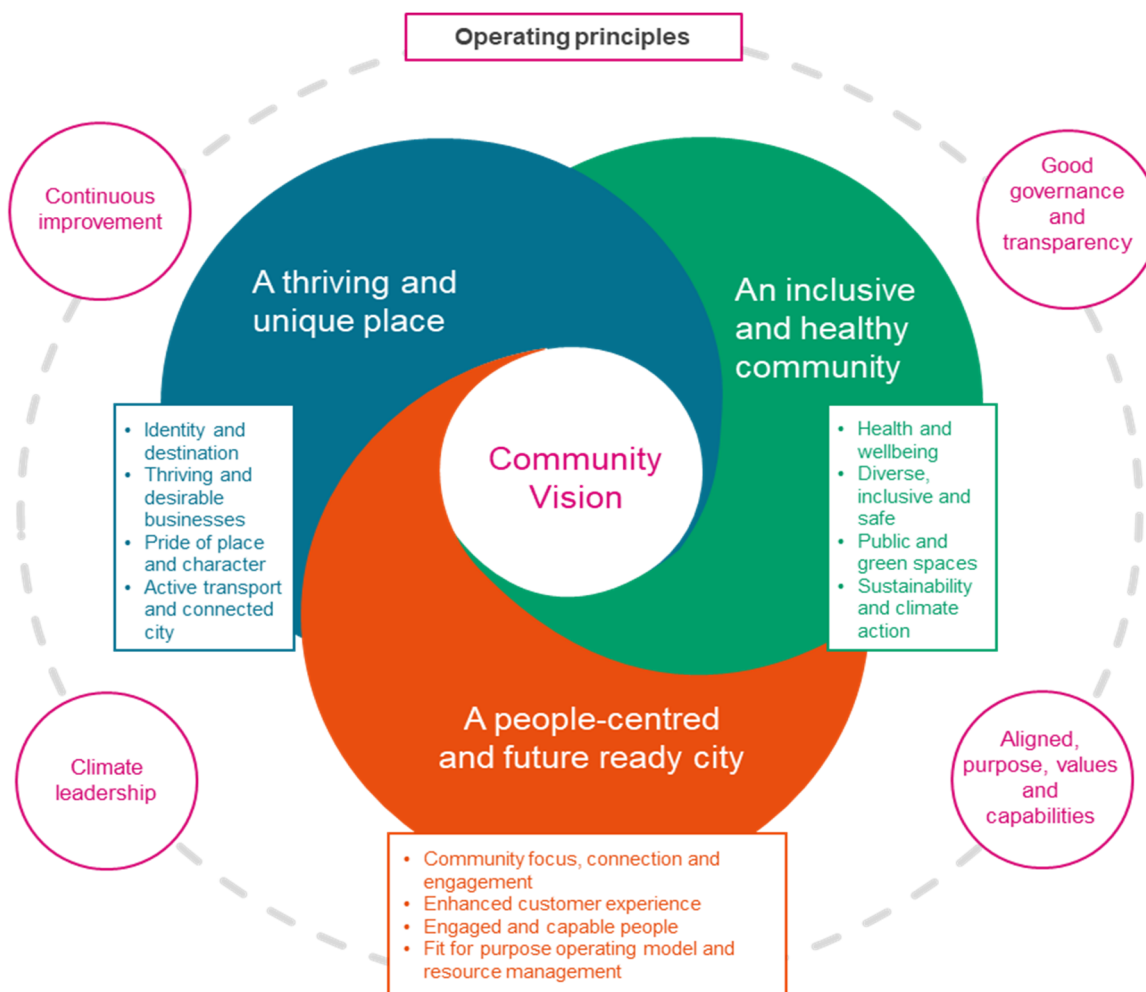 Operating principles
Continuous
improvement
Good
governance
and
transparency
A thriving and
unique place
An inclusive
and healthy
community
• Identity and
destination
• Thriving and
desirable
businesses
• Pride of place
and character
• Active transport
and connected
city
Community
Vision
• Health and
wellbeing
• Diverse,
inclusive and
safe
• Public and
green spaces
• Sustainability
and climate
action
A people-centred
and future ready city
Climate
leadership
Aligned,
purpose, values
and
capabilities
• Community focus, connection and
engagement
• Enhanced customer experience
• Engaged and capable people
• Fit for purpose operating model and
resource management